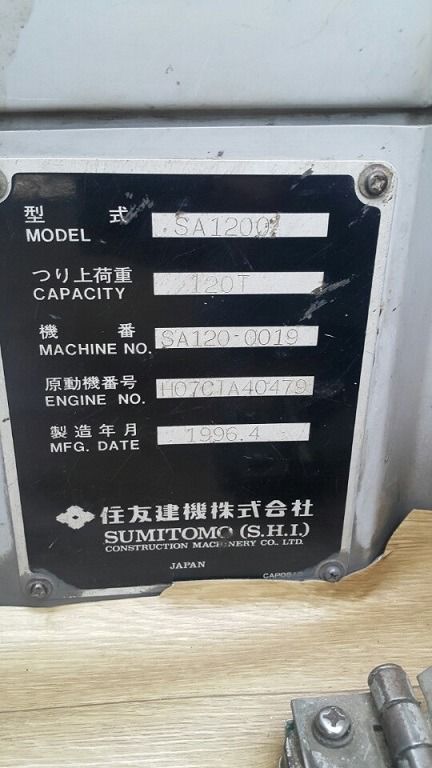 型 式
MODEL
SA1200
つり上荷重
CAPACITY
120T
機 番
MACHINE NO.
SA120-0019
原動機番号
ENGINE NO.
H07CTA40479
製造年月
MFG. DATE
1996.4
住友建機株式会社
SUMITOMO (S.H.I.)
CONSTRUCTION MACHINERY CO., LTD.
JAPAN